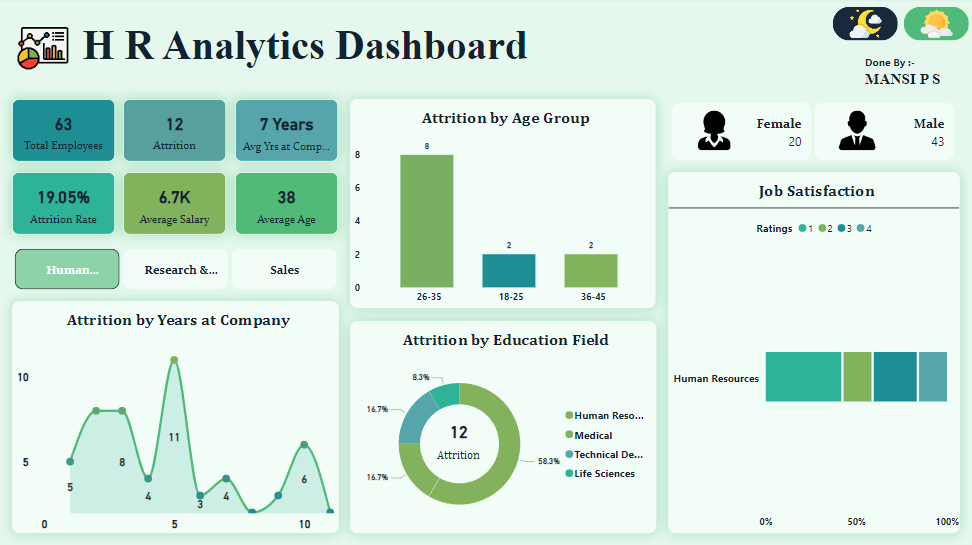 H R Analytics Dashboard
Done By :-
MANSI P S
63
Total Employees
12
Attrition
7 Years
Avg Yrs at Comp...
19.05%
Attrition Rate
6.7K
Average Salary
38
Average Age
Human...
Research &...
Sales
Attrition by Age Group
8
6
4
2
0
8
2
2
26-35
18-25
36-45
Female
20
Male
43
Job Satisfaction
Ratings 1 2 3 4
Human Resources
0% 50% 100%
Attrition by Years at Company
10
5
5
8
4
11
3
4
6
0 5 10
Attrition by Education Field
8.3%
16.7%
16.7%
58.3%
12
Attrition
Human Reso...
Medical
Technical De...
Life Sciences